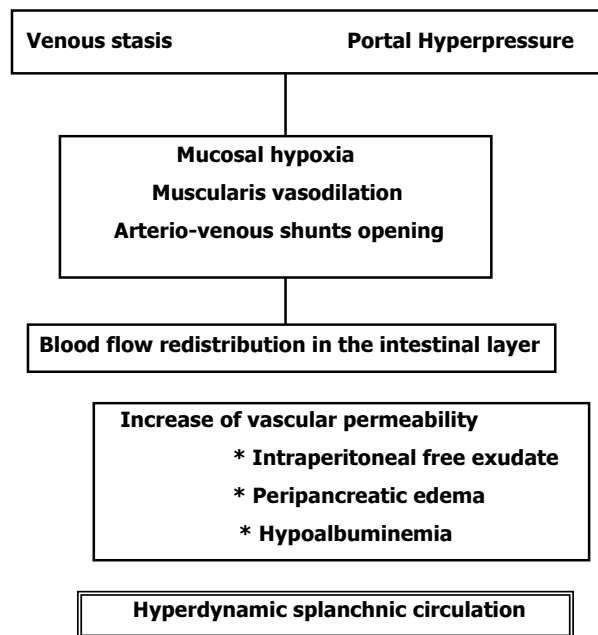 Venous stasis Portal Hyperpressure
Mucosal hypoxia
Muscularis vasodilation
Arterio-venous shunts opening
Blood flow redistribution in the intestinal layer
Increase of vascular permeability
* Intraperitoneal free exudate
* Peripancreatic edema
* Hypoalbuminemia
Hyperdynamic splanchnic circulation